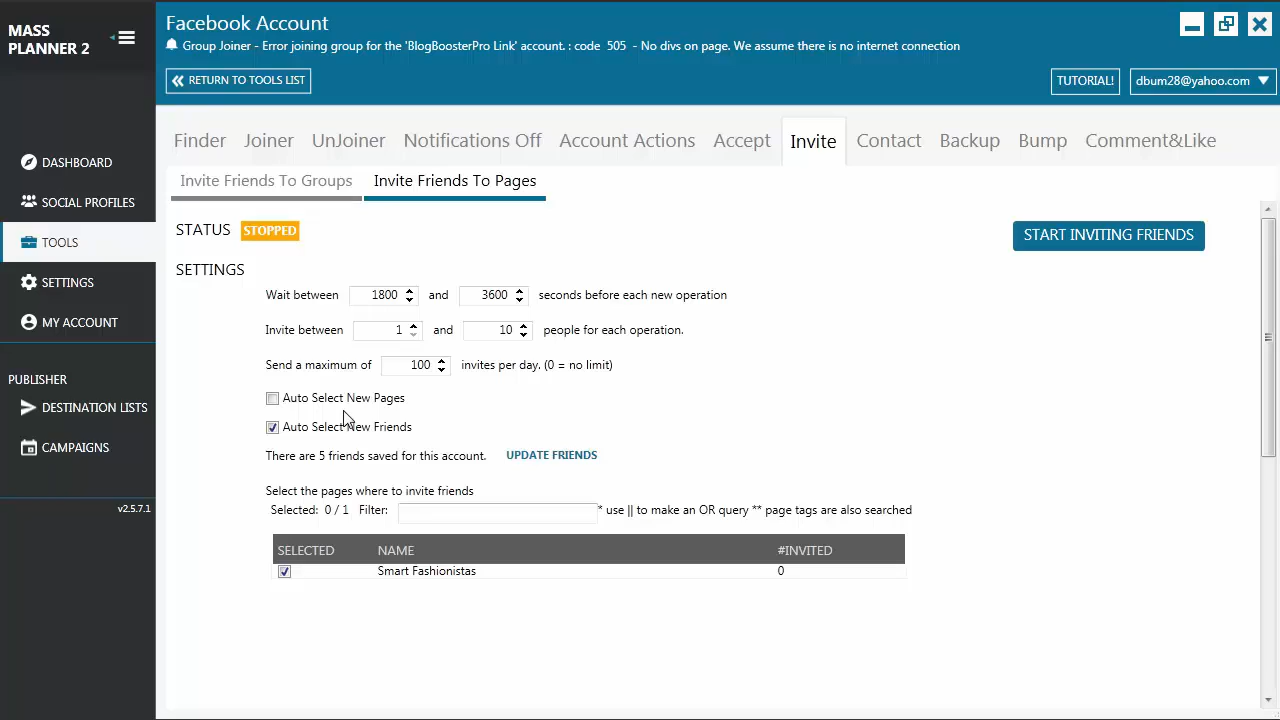 MASS
PLANNER 2
DASHBOARD
SOCIAL PROFILES
TOOLS
SETTINGS
MY ACCOUNT
PUBLISHER
DESTINATION LISTS
CAMPAIGNS
v2.5.7.1
Facebook Account
Group Joiner - Error joining group for the 'BlogBoosterPro Link' account. : code 505 - No divs on page. We assume there is no internet connection
RETURN TO TOOLS LIST
TUTORIAL!
dbum28@yahoo.com
Finder Joiner UnJoiner Notifications Off Account Actions Accept Invite Contact Backup Bump Comment&Like
Invite Friends To Groups Invite Friends To Pages
STATUS STOPPED
START INVITING FRIENDS
SETTINGS
Wait between 1800 and 3600 seconds before each new operation
Invite between 1 and 10 people for each operation.
Send a maximum of 100 invites per day. (0 = no limit)
Auto Select New Pages
Auto Select New Friends
There are 5 friends saved for this account. UPDATE FRIENDS
Select the pages where to invite friends
Selected: 0 / 1 Filter: * use || to make an OR query ** page tags are also searched
SELECTED NAME #INVITED
Smart Fashionistas 0